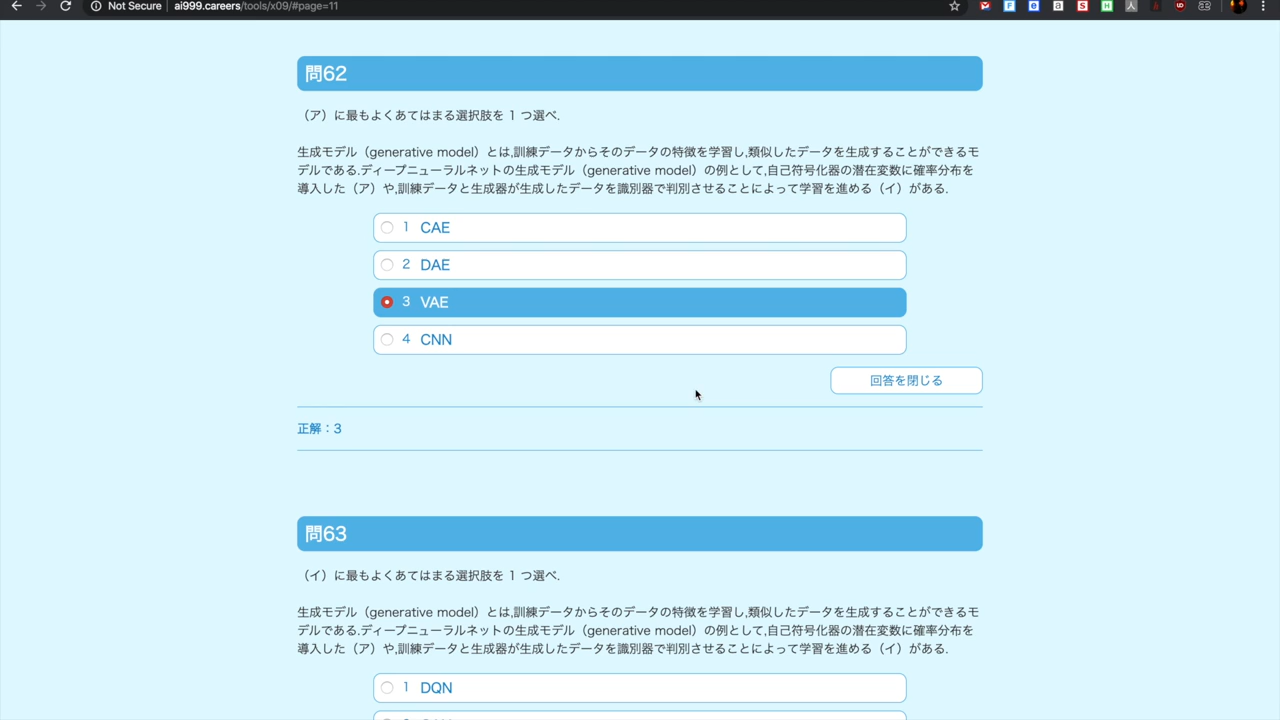 Not Secure
ai999.careers/tools/x09/#page=11
問62
（ア）に最もよくあてはまる選択肢を 1 つ選べ.
生成モデル（generative model）とは,訓練データからそのデータの特徴を学習し,類似したデータを生成することができるモ
デルである.ディープニューラルネットの生成モデル（generative model）の例として,自己符号化器の潜在変数に確率分布を
導入した（ア）や,訓練データと生成器が生成したデータを識別器で判別させることによって学習を進める（イ）がある.
1 CAE
2 DAE
3 VAE
4 CNN
回答を閉じる
正解：3
問63
（イ）に最もよくあてはまる選択肢を 1 つ選べ.
生成モデル（generative model）とは,訓練データからそのデータの特徴を学習し,類似したデータを生成することができるモ
デルである.ディープニューラルネットの生成モデル（generative model）の例として,自己符号化器の潜在変数に確率分布を
導入した（ア）や,訓練データと生成器が生成したデータを識別器で判別させることによって学習を進める（イ）がある.
1 DQN